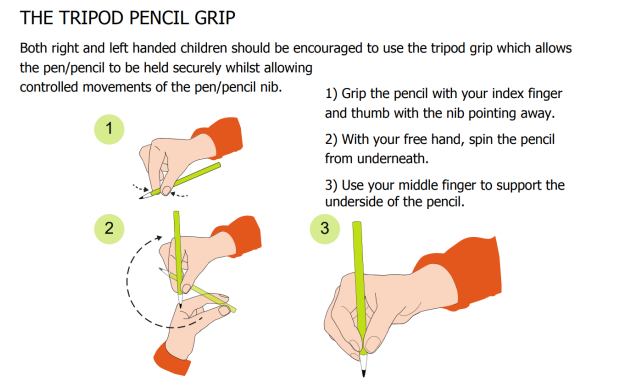 THE TRIPOD PENCIL GRIP
Both right and left handed children should be encouraged to use the tripod grip which allows
the pen/pencil to be held securely whilst allowing
controlled movements of the pen/pencil nib.
1) Grip the pencil with your index finger
and thumb with the nib pointing away.
2) With your free hand, spin the pencil
from underneath.
3) Use your middle finger to support the
underside of the pencil.
1
2
3